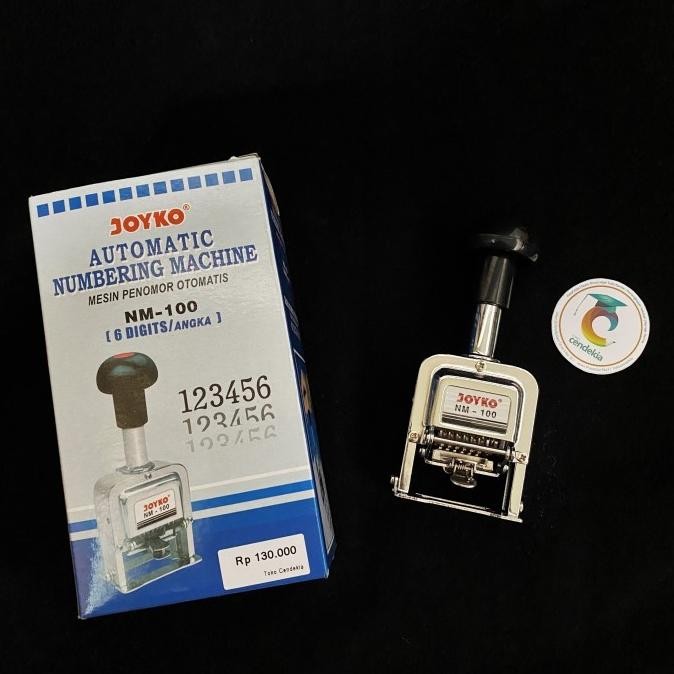 JOYKO®
AUTOMATIC
NUMBERING MACHINE
MESIN PENOMOR OTOMATIS
NM-100
( 6 DIGITS/ANGKA )
123456
123456
123456
JOYKO®
NM - 100
Rp 130.000
Toko Cendekia
JOYKO®
NM - 100
cendekia